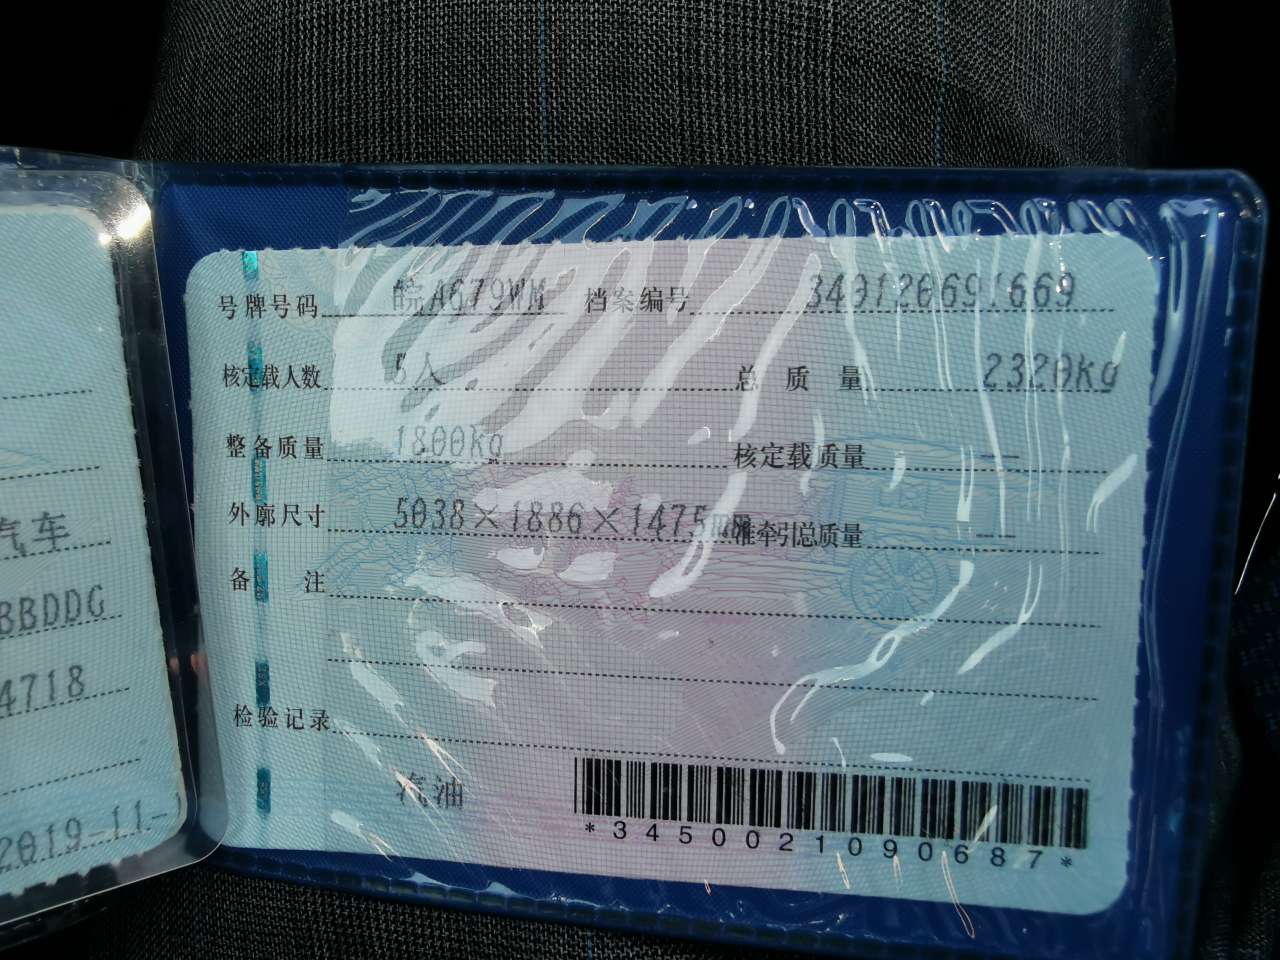 号牌号码 皖A679WM 档案编号 340120691669
核定载人数 5人 总质量 2320kg
整备质量 1800kg 核定载质量 --
外廓尺寸 5038×1886×1475mm 准牵引总质量 --
备注
检验记录
汽油
*3450021090687*
汽车
BBDDG
4718
2019-11-